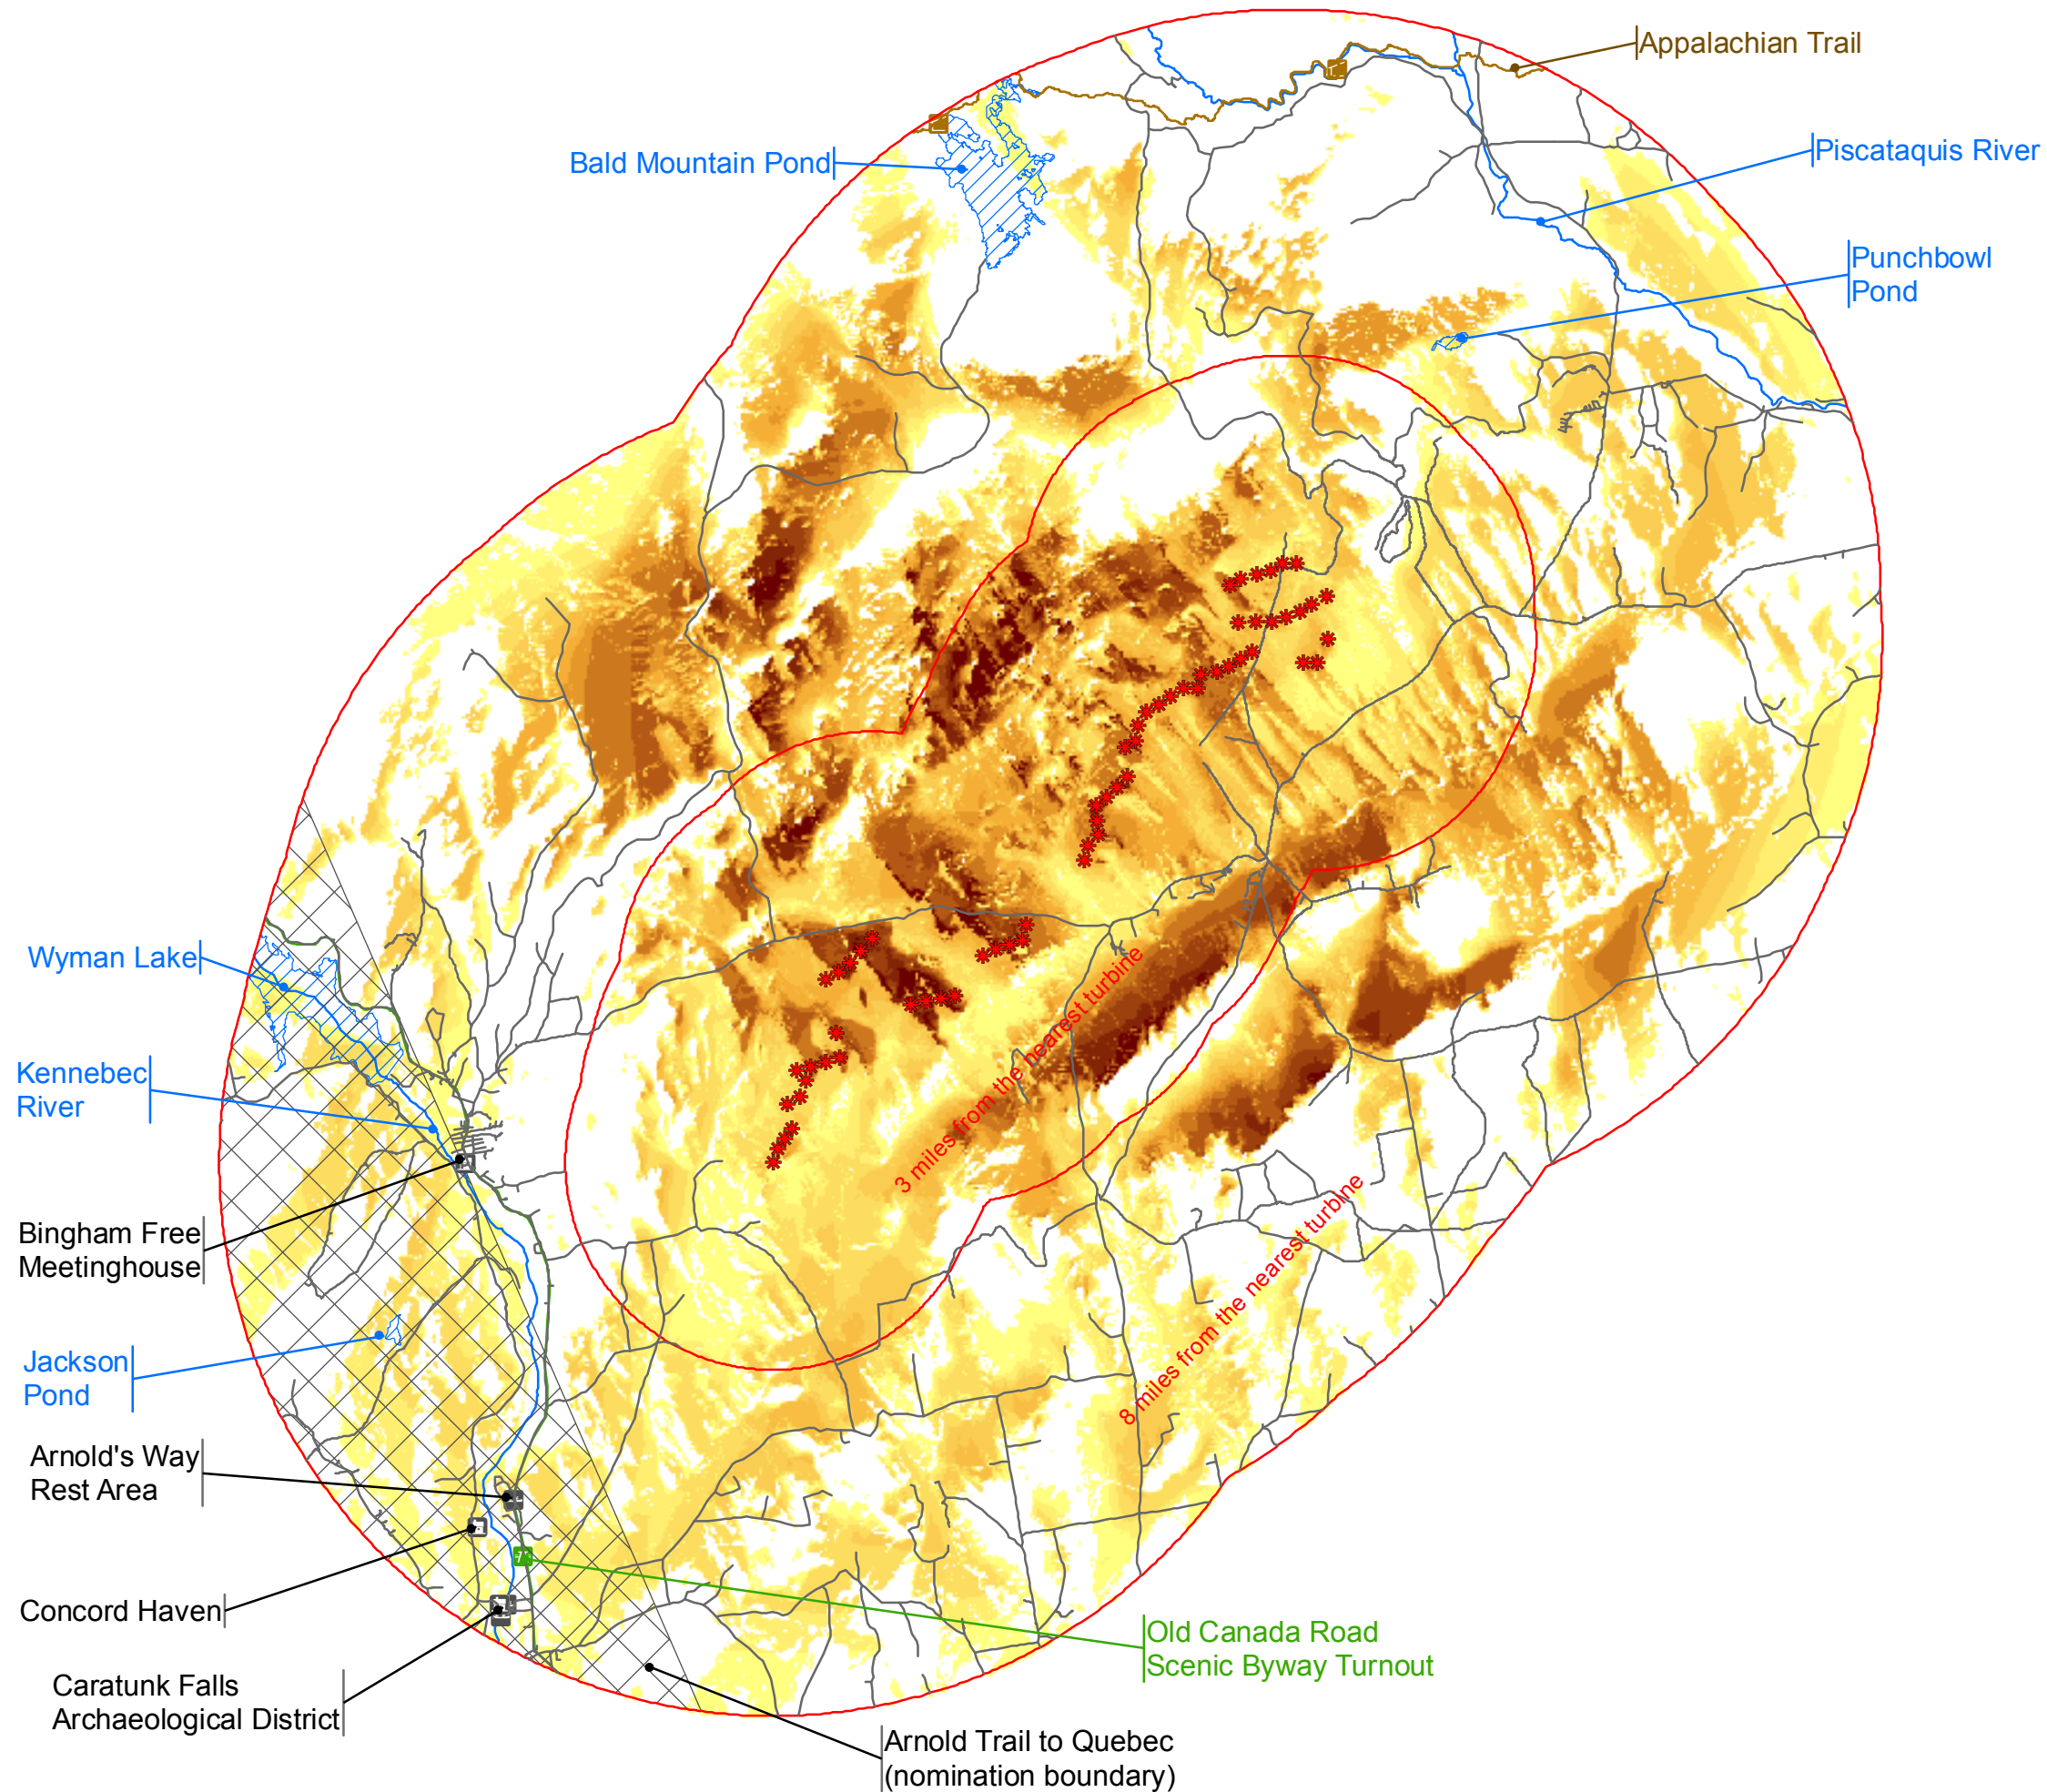 Appalachian Trail
Bald Mountain Pond
Piscataquis River
Punchbowl
Pond
Wyman Lake
3 miles from the nearest turbine
Kennebec
River
Bingham Free
Meetinghouse
8 miles from the nearest turbine
Jackson
Pond
Arnold's Way
Rest Area
Concord Haven
Old Canada Road
Scenic Byway Turnout
Caratunk Falls
Archaeological District
Arnold Trail to Quebec
(nomination boundary)